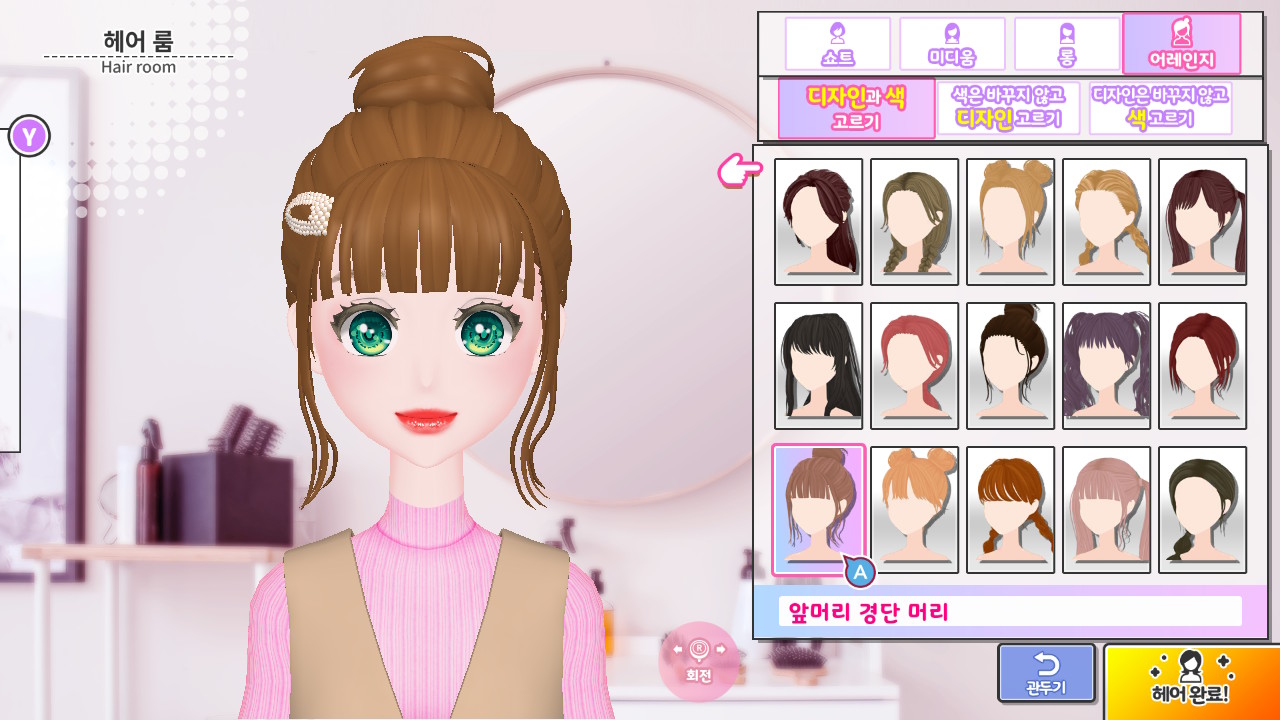 헤어 룸
Hair room
Y
쇼트
미디움
롱
어레인지
디자인과 색
고르기
색은 바꾸지 않고
디자인 고르기
디자인은 바꾸지 않고
색 고르기
A
앞머리 경단 머리
R
회전
관두기
헤어 완료!